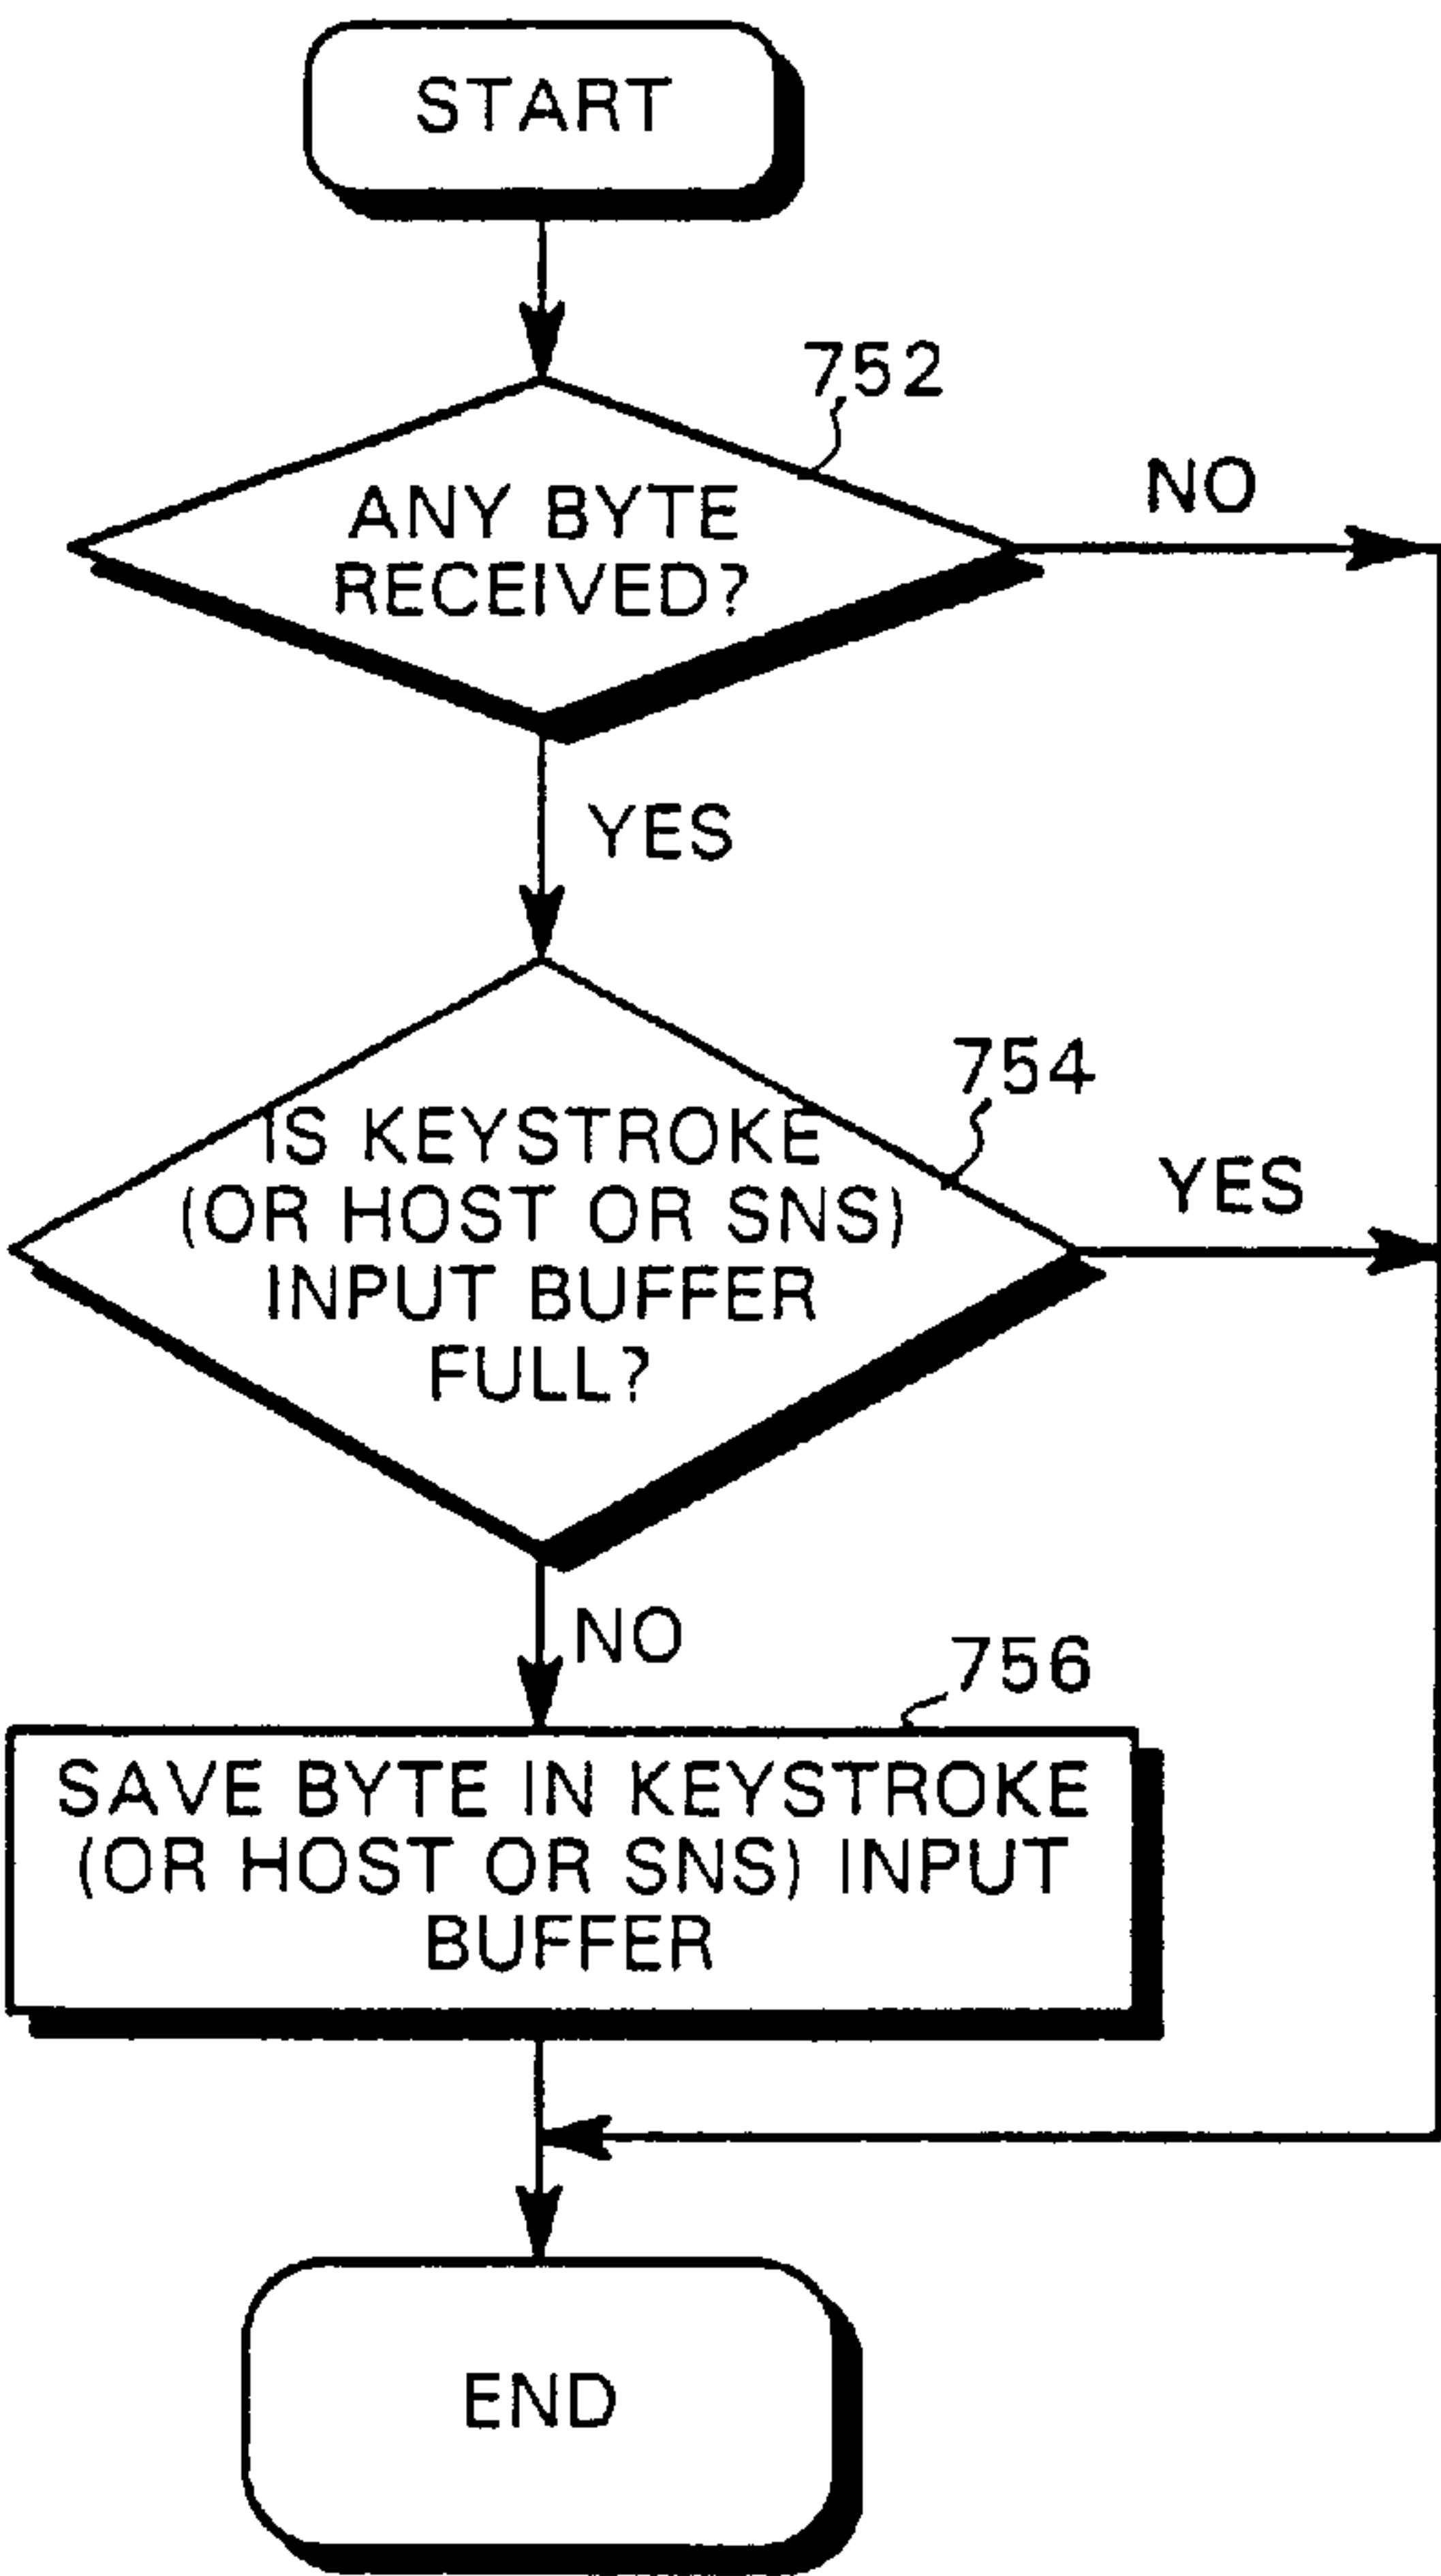 START
752
ANY BYTE
RECEIVED?
NO
YES
754
IS KEYSTROKE
(OR HOST OR SNS)
INPUT BUFFER
FULL?
YES
NO
756
SAVE BYTE IN KEYSTROKE
(OR HOST OR SNS) INPUT
BUFFER
END